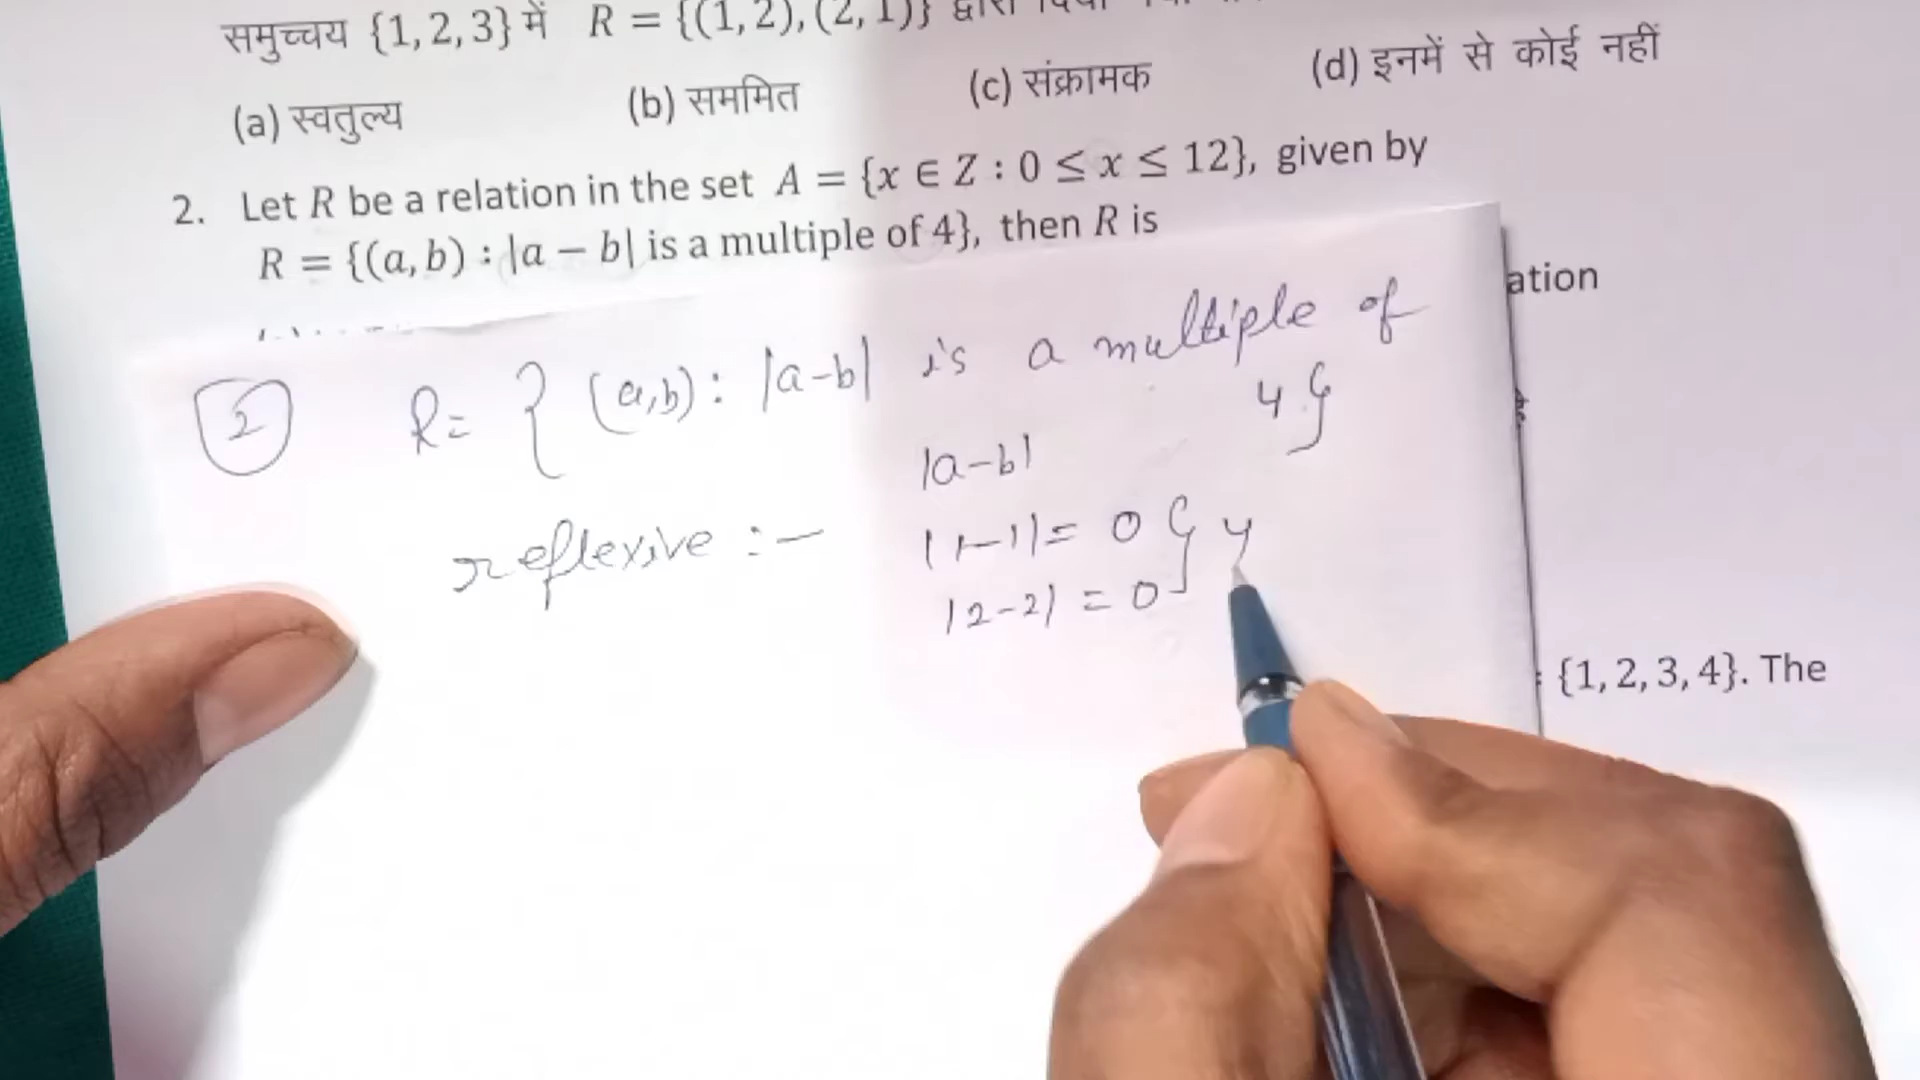 समुच्चय {1, 2, 3} में R = {(1, 2), (2, 1)} द्वारा
(a) स्वतुल्य (b) सममित (c) संक्रामक (d) इनमें से कोई नहीं
2. Let R be a relation in the set A = {x ∈ Z : 0 ≤ x ≤ 12}, given by
R = {(a, b) : |a − b| is a multiple of 4}, then R is
ation
② R= { (a,b): |a-b| is a multiple of
4 }
|a-b|
reflexive :— |1-1|= 0 } 4
|2-2| = 0
{1, 2, 3, 4}. The